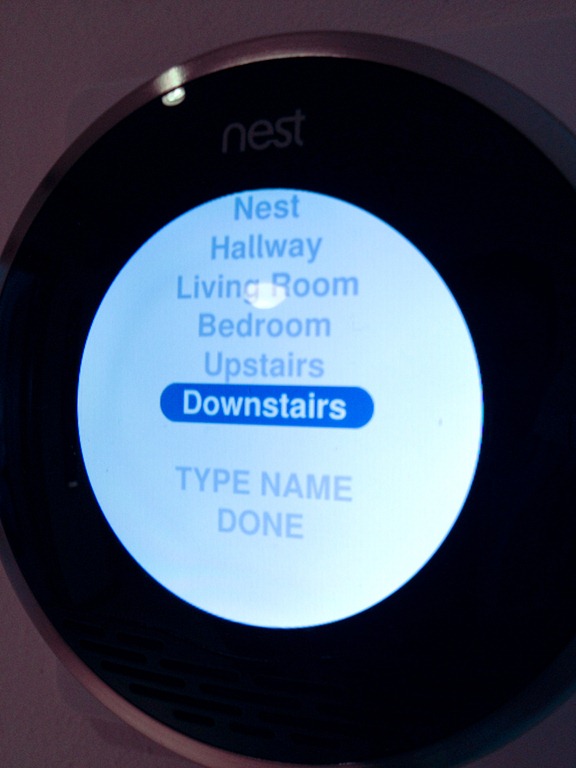 nest
Nest
Hallway
Living Room
Bedroom
Upstairs
Downstairs
TYPE NAME
DONE